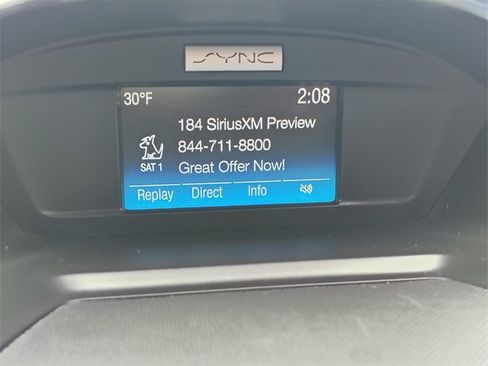 SYNC
30°F 2:08
184 SiriusXM Preview
844-711-8800
SAT 1 Great Offer Now!
Replay Direct Info